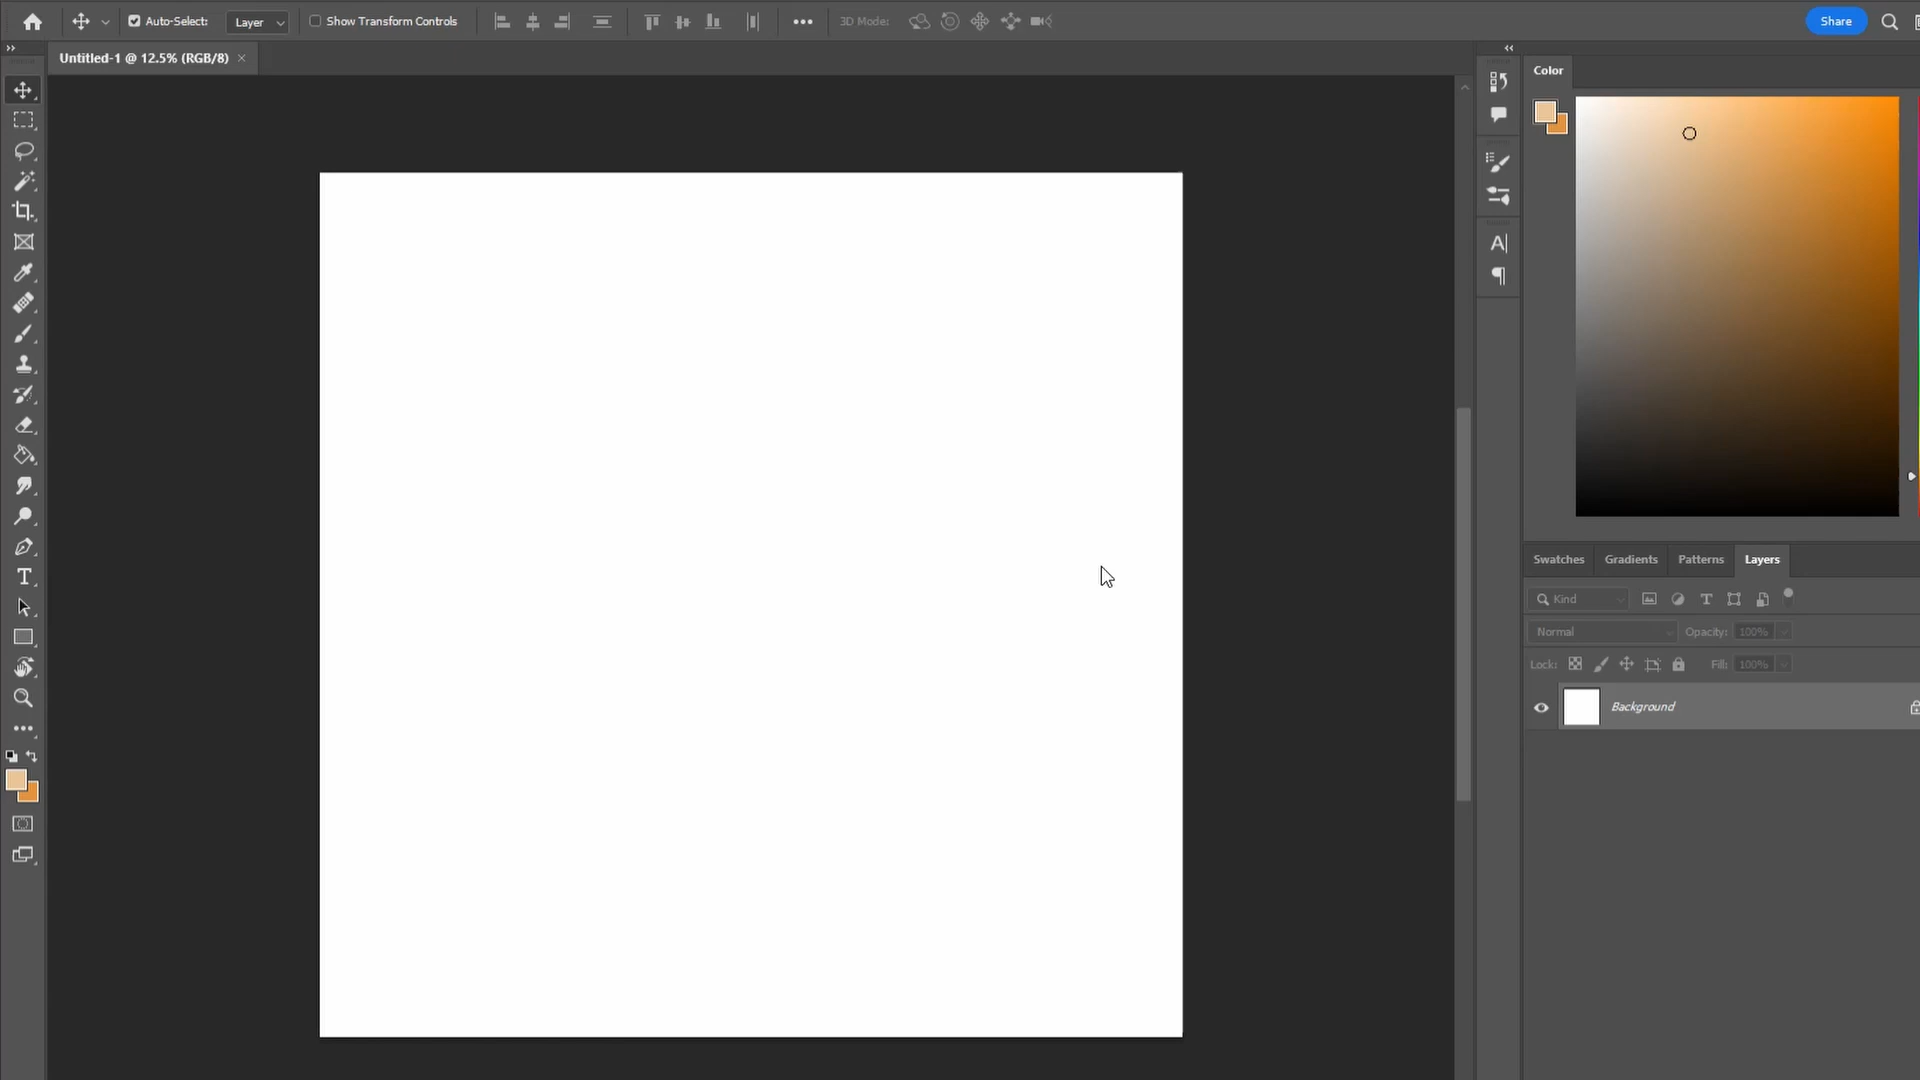 Auto-Select:
Layer
Show Transform Controls
3D Mode:
Share
Untitled-1 @ 12.5% (RGB/8)
Color
Swatches
Gradients
Patterns
Layers
Kind
Normal
Opacity: 100%
Lock:
Fill: 100%
Background